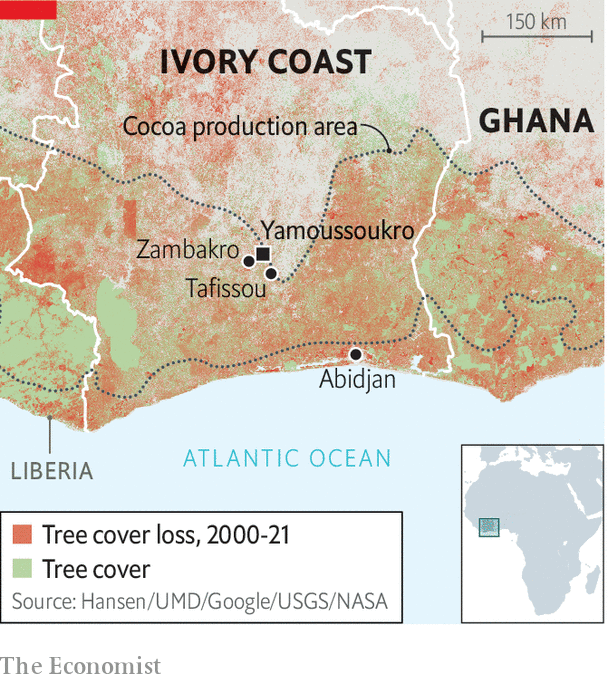 150 km
IVORY COAST
GHANA
Cocoa production area
Yamoussoukro
Zambakro
Tafissou
Abidjan
LIBERIA
ATLANTIC OCEAN
Tree cover loss, 2000-21
Tree cover
Source: Hansen/UMD/Google/USGS/NASA
The Economist